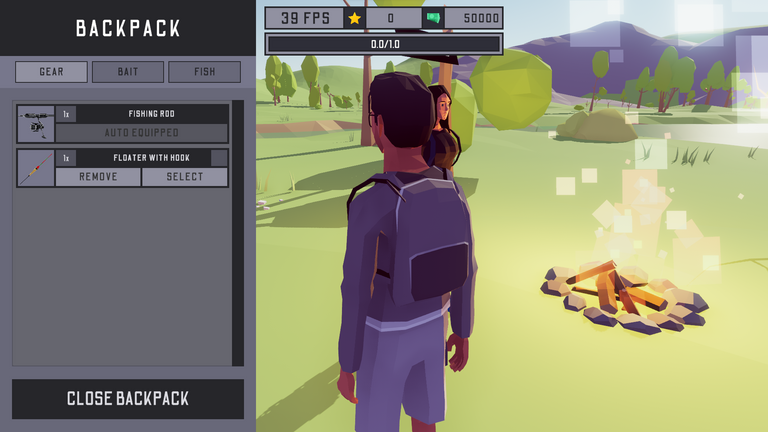 BACKPACK
GEAR
BAIT
FISH
1x FISHING ROD
AUTO EQUIPPED
1x FLOATER WITH HOOK
REMOVE
SELECT
CLOSE BACKPACK
39 FPS
0
50000
0.0/1.0